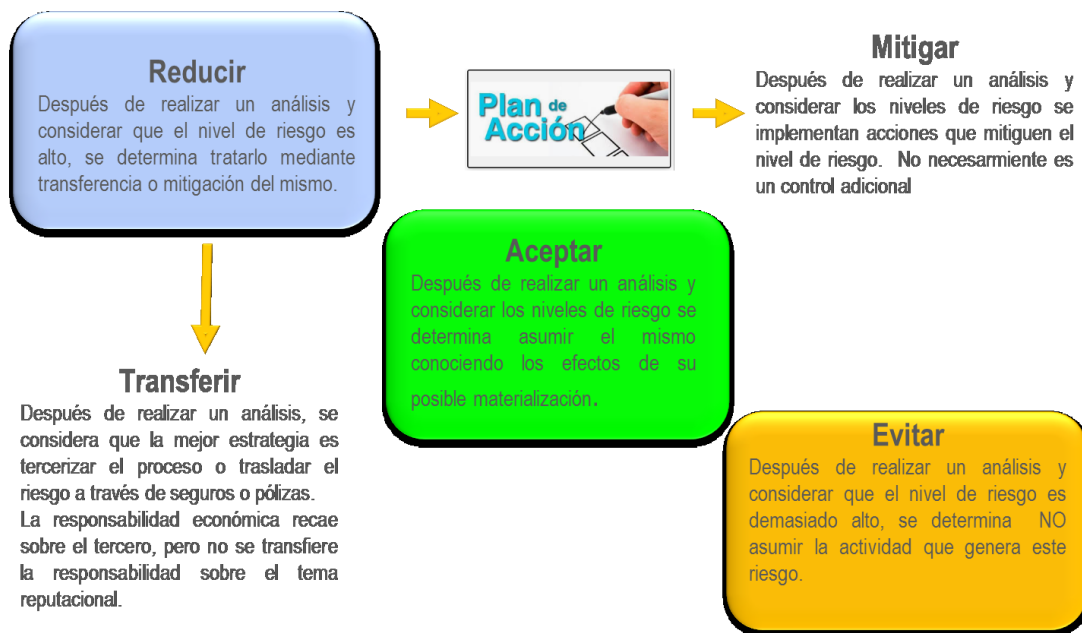 Reducir
Después de realizar un análisis y
considerar que el nivel de riesgo es
alto, se determina tratarlo mediante
transferencia o mitigación del mismo.
Plan de
Acción
Mitigar
Después de realizar un análisis y
considerar los niveles de riesgo se
implementan acciones que mitiguen el
nivel de riesgo. No necesarmiente es
un control adicional
Aceptar
Después de realizar un análisis y
considerar los niveles de riesgo se
determina asumir el mismo
conociendo los efectos de su
posible materialización.
Transferir
Después de realizar un análisis, se
considera que la mejor estrategia es
tercerizar el proceso o trasladar el
riesgo a través de seguros o pólizas.
La responsabilidad económica recae
sobre el tercero, pero no se transfiere
la responsabilidad sobre el tema
reputacional.
Evitar
Después de realizar un análisis y
considerar que el nivel de riesgo es
demasiado alto, se determina NO
asumir la actividad que genera este
riesgo.